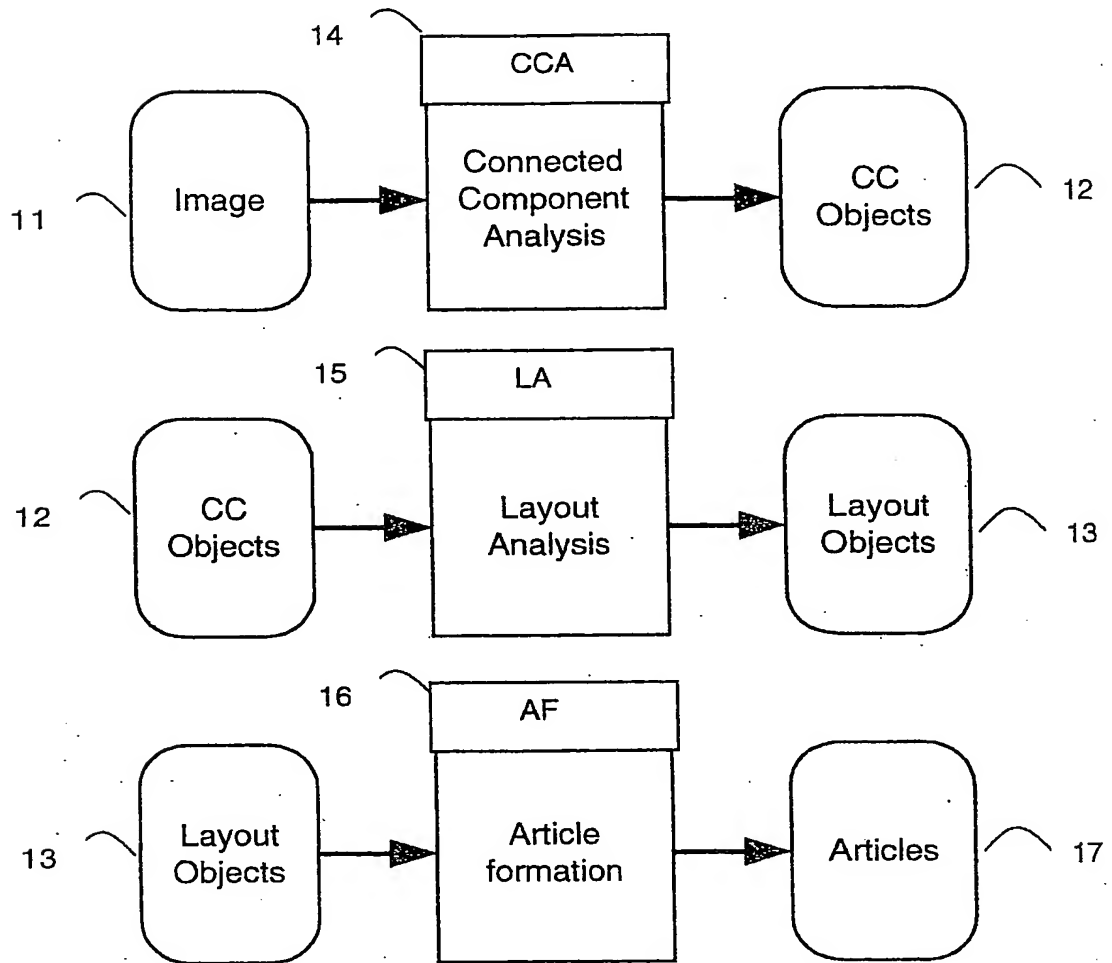 14
CCA
11
Image
Connected
Component
Analysis
CC
Objects
12
15
LA
12
CC
Objects
Layout
Analysis
Layout
Objects
13
16
AF
13
Layout
Objects
Article
formation
Articles
17